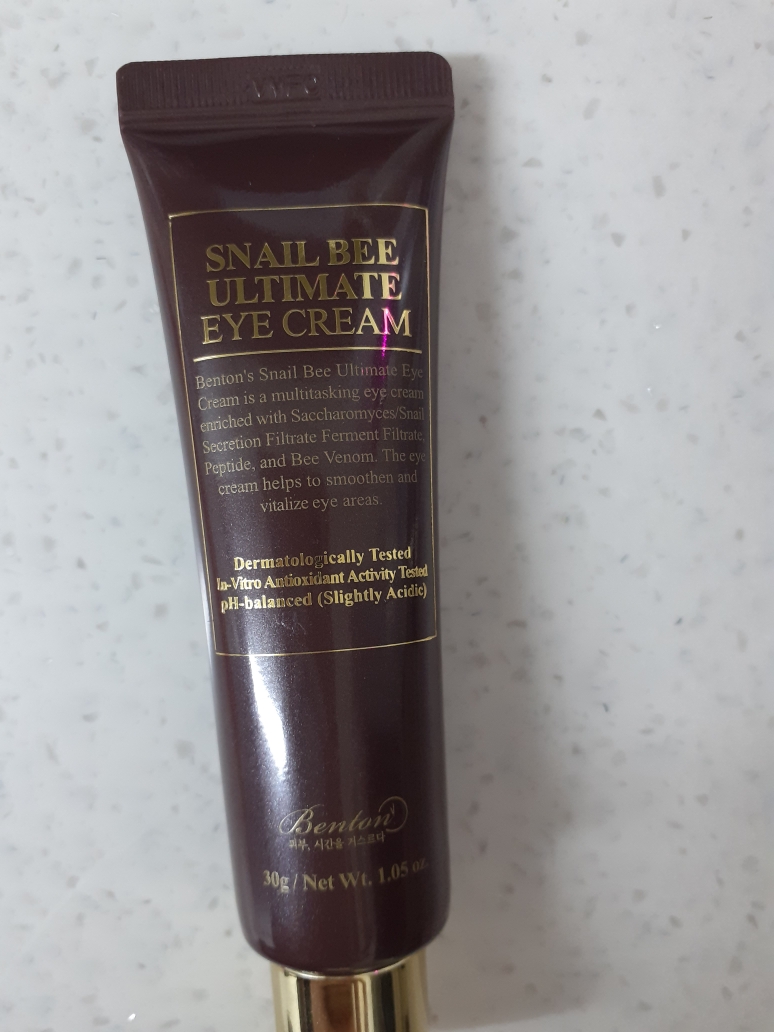 SNAIL BEE
ULTIMATE
EYE CREAM
Benton's Snail Bee Ultimate Eye
Cream is a multitasking eye cream
enriched with Saccharomyces/Snail
Secretion Filtrate Ferment Filtrate,
Peptide, and Bee Venom. The eye
cream helps to smoothen and
vitalize eye areas.
Dermatologically Tested
In-Vitro Antioxidant Activity Tested
pH-balanced (Slightly Acidic)
Benton
피부, 시간을 거스르다
30g / Net Wt. 1.05 oz.